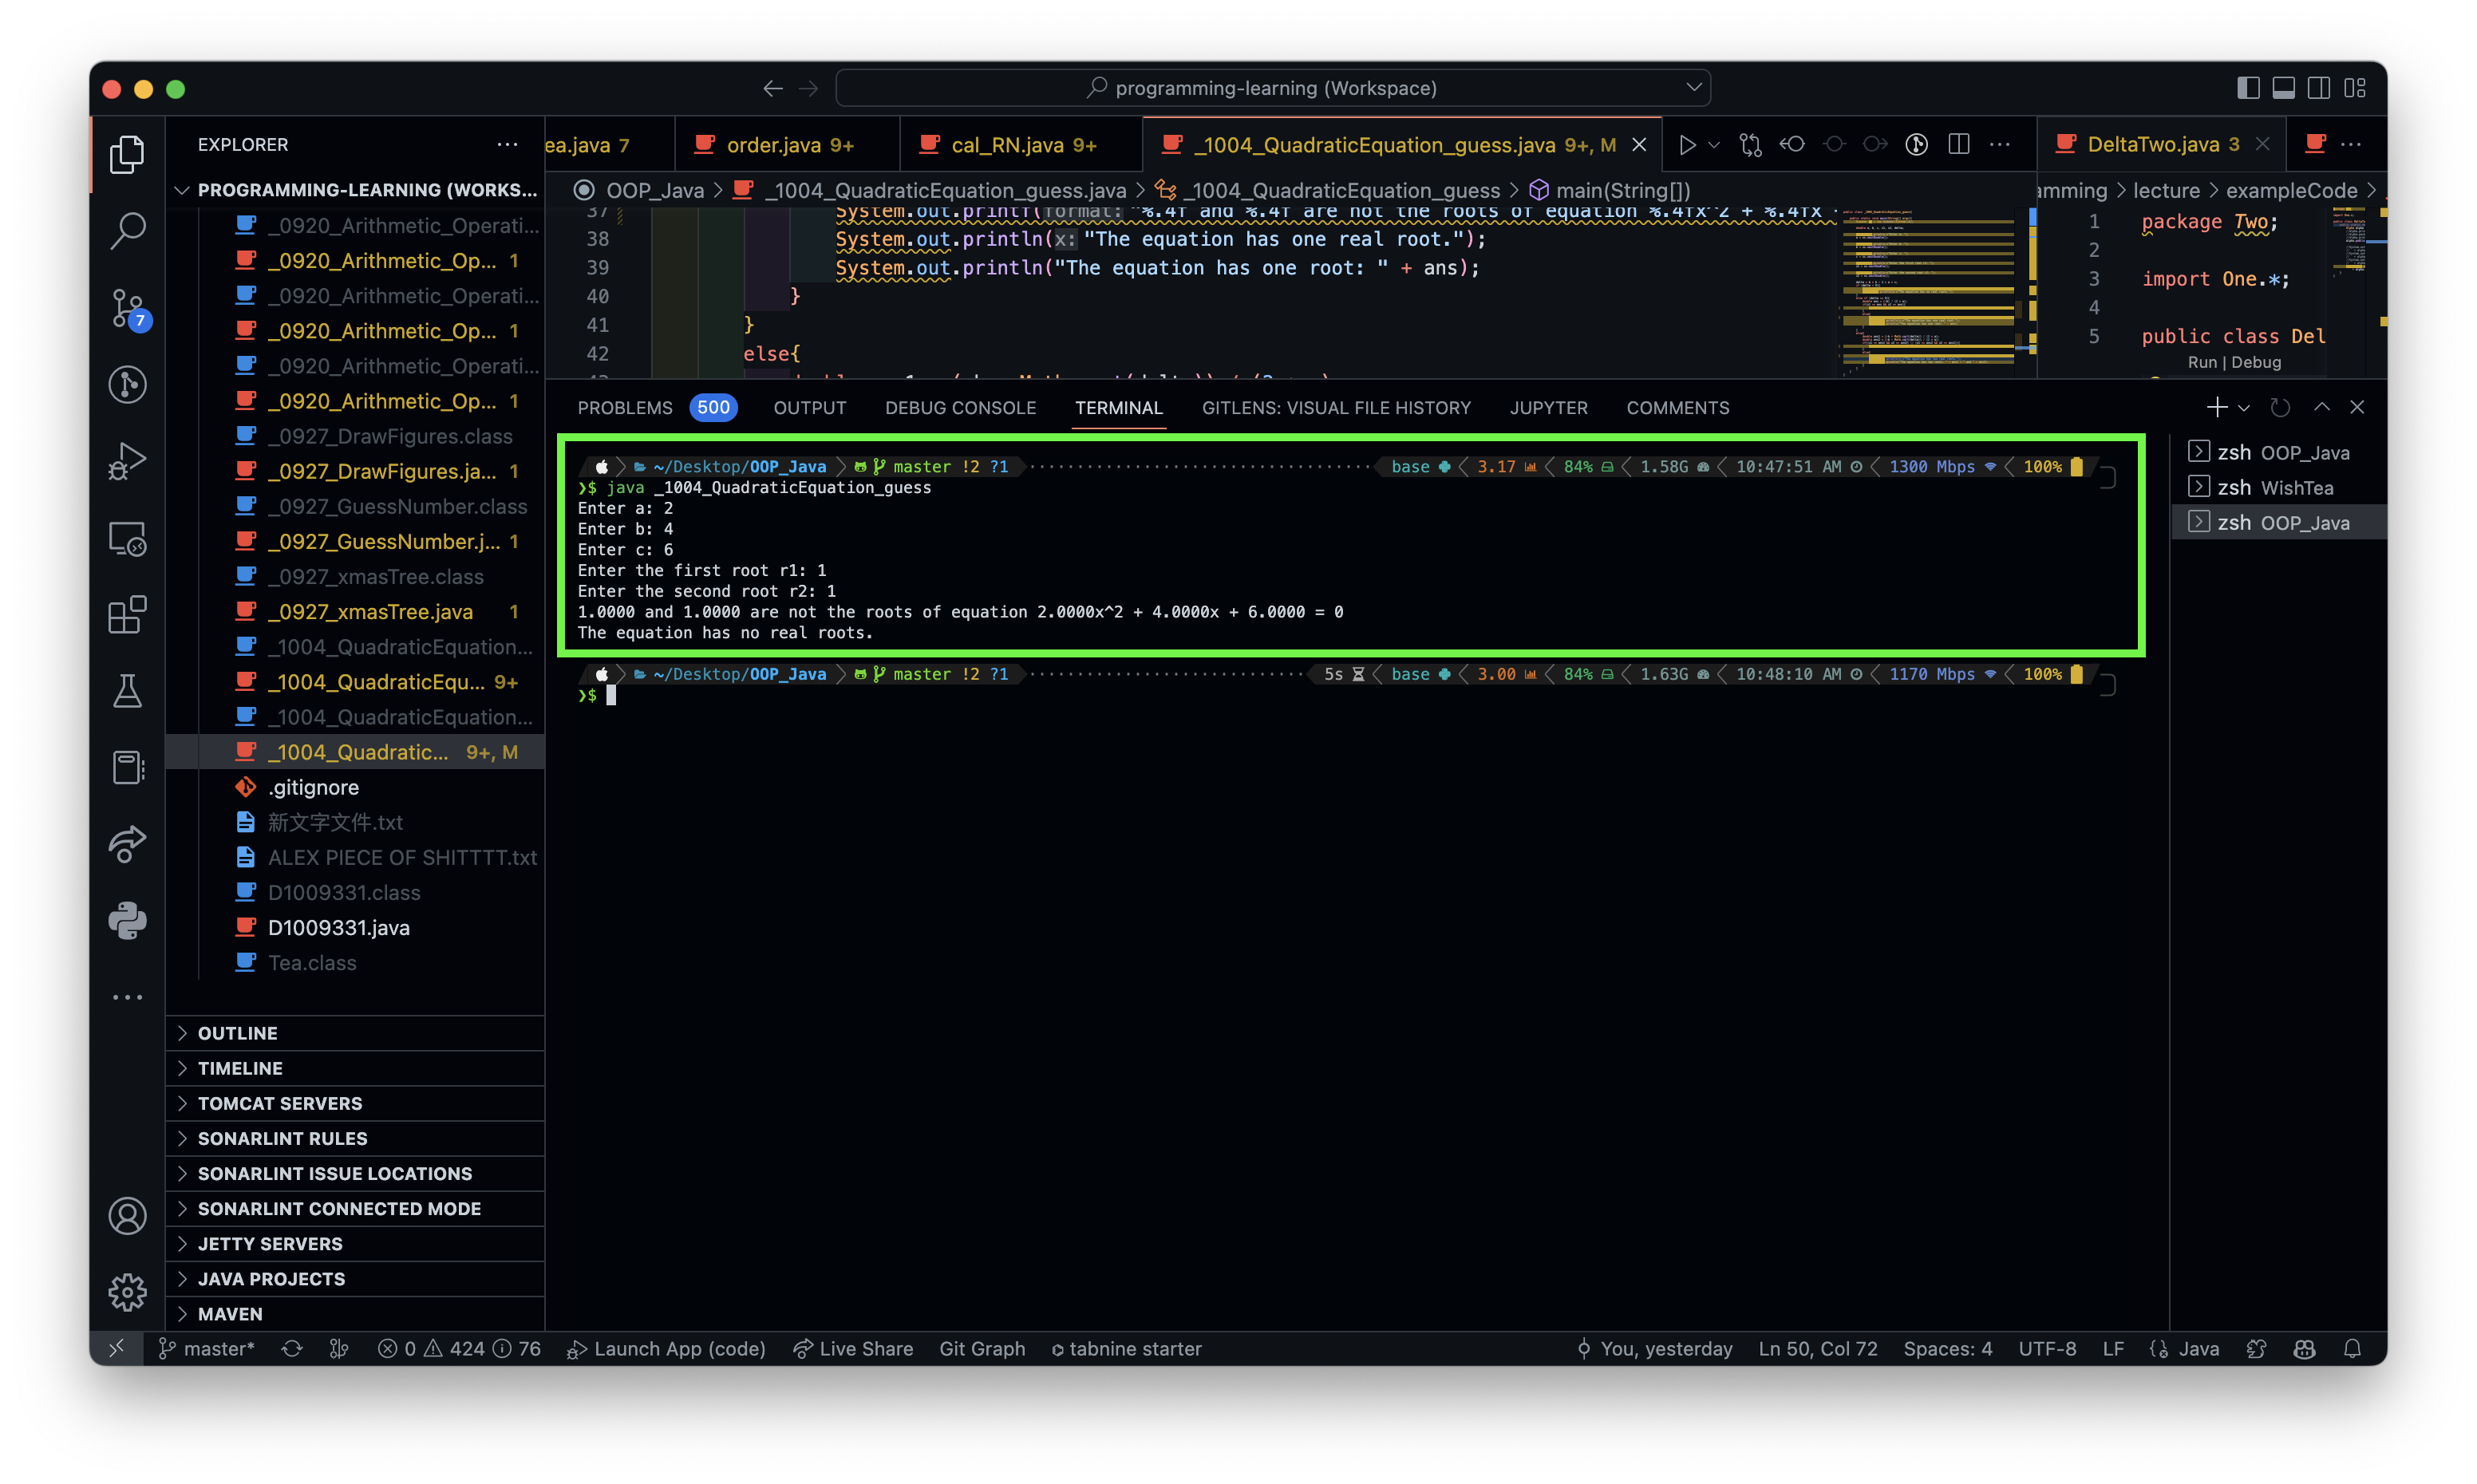 programming-learning (Workspace)
EXPLORER
PROGRAMMING-LEARNING (WORKS...
_0920_Arithmetic_Operati...
_0920_Arithmetic_Op... 1
_0920_Arithmetic_Operati...
_0920_Arithmetic_Op... 1
_0920_Arithmetic_Operati...
_0920_Arithmetic_Op... 1
_0927_DrawFigures.class
_0927_DrawFigures.ja... 1
_0927_GuessNumber.class
_0927_GuessNumber.j... 1
_0927_xmasTree.class
_0927_xmasTree.java 1
_1004_QuadraticEquation...
_1004_QuadraticEqu... 9+
_1004_QuadraticEquation...
_1004_Quadratic... 9+, M
.gitignore
新文字文件.txt
ALEX PIECE OF SHITTTT.txt
D1009331.class
D1009331.java
Tea.class
OUTLINE
TIMELINE
TOMCAT SERVERS
SONARLINT RULES
SONARLINT ISSUE LOCATIONS
SONARLINT CONNECTED MODE
JETTY SERVERS
JAVA PROJECTS
MAVEN
7
ea.java 7
order.java 9+
cal_RN.java 9+
_1004_QuadraticEquation_guess.java 9+, M
OOP_Java > _1004_QuadraticEquation_guess.java > _1004_QuadraticEquation_guess > main(String[])
37 System.out.printf(format: "%.4f and %.4f are not the roots of equation %.4fx^2 + %.4fx
38 System.out.println(x: "The equation has one real root.");
39 System.out.println("The equation has one root: " + ans);
40 }
41 }
42 else{
DeltaTwo.java 3
amming > lecture > exampleCode >
1 package Two;
2
3 import One.*;
4
5 public class Del
Run | Debug
PROBLEMS 500 OUTPUT DEBUG CONSOLE TERMINAL GITLENS: VISUAL FILE HISTORY JUPYTER COMMENTS
~/Desktop/OOP_Java master !2 ?1 base 3.17 84% 1.58G 10:47:51 AM 1300 Mbps 100%
❯$ java _1004_QuadraticEquation_guess
Enter a: 2
Enter b: 4
Enter c: 6
Enter the first root r1: 1
Enter the second root r2: 1
1.0000 and 1.0000 are not the roots of equation 2.0000x^2 + 4.0000x + 6.0000 = 0
The equation has no real roots.
~/Desktop/OOP_Java master !2 ?1 5s base 3.00 84% 1.63G 10:48:10 AM 1170 Mbps 100%
❯$
zsh OOP_Java
zsh WishTea
zsh OOP_Java
master* 0 424 76 Launch App (code) Live Share Git Graph tabnine starter You, yesterday Ln 50, Col 72 Spaces: 4 UTF-8 LF Java